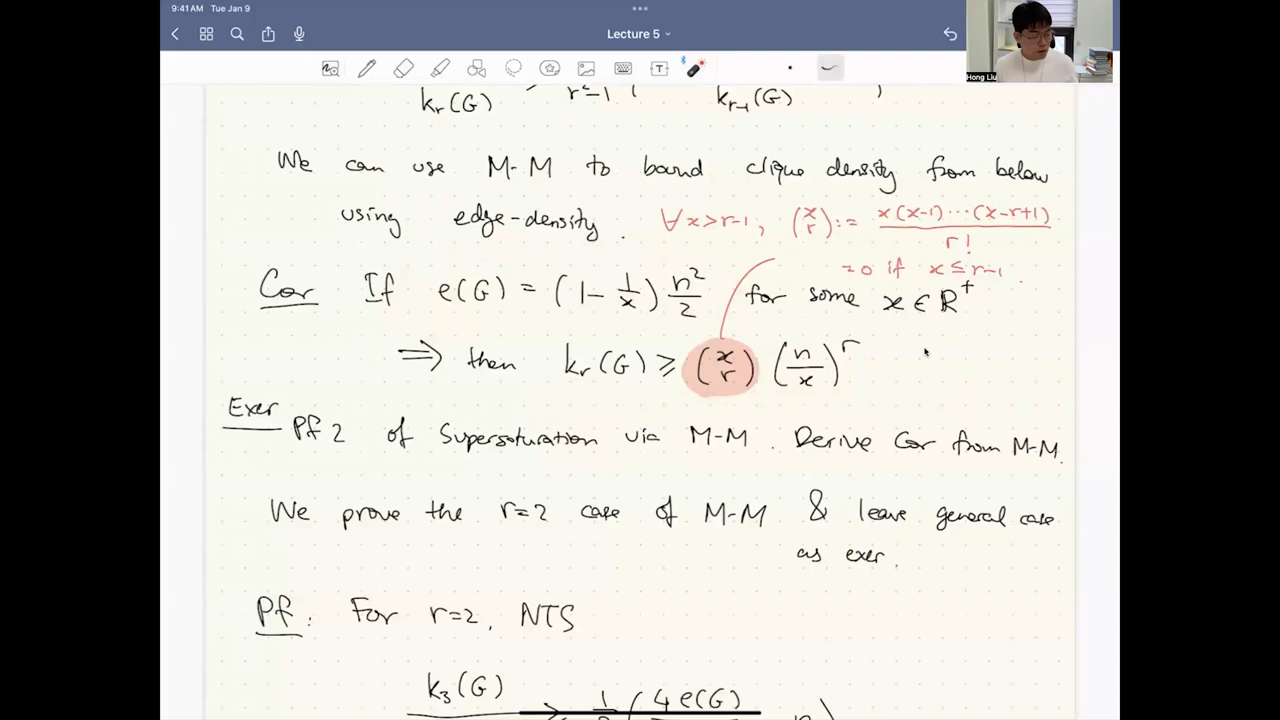 9:41 AM Tue Jan 9
Lecture 5
Hong Liu
k_r(G) r²-1 k_{r-1}(G)
We can use M-M to bound clique density from below
using edge-density. ∀x>r-1, (x r) := x(x-1)⋯(x-r+1) / r!
=0 if x≤r-1.
Cor If e(G) = (1 - 1/x) n²/2 for some x ∈ ℝ⁺
⟹ then k_r(G) ≥ (x r) (n/x)^r
Exer Pf 2 of Supersaturation via M-M. Derive Cor from M-M.
We prove the r=2 case of M-M & leave general case
as exer.
Pf: For r=2, NTS
k_3(G) ≥ 4e(G)